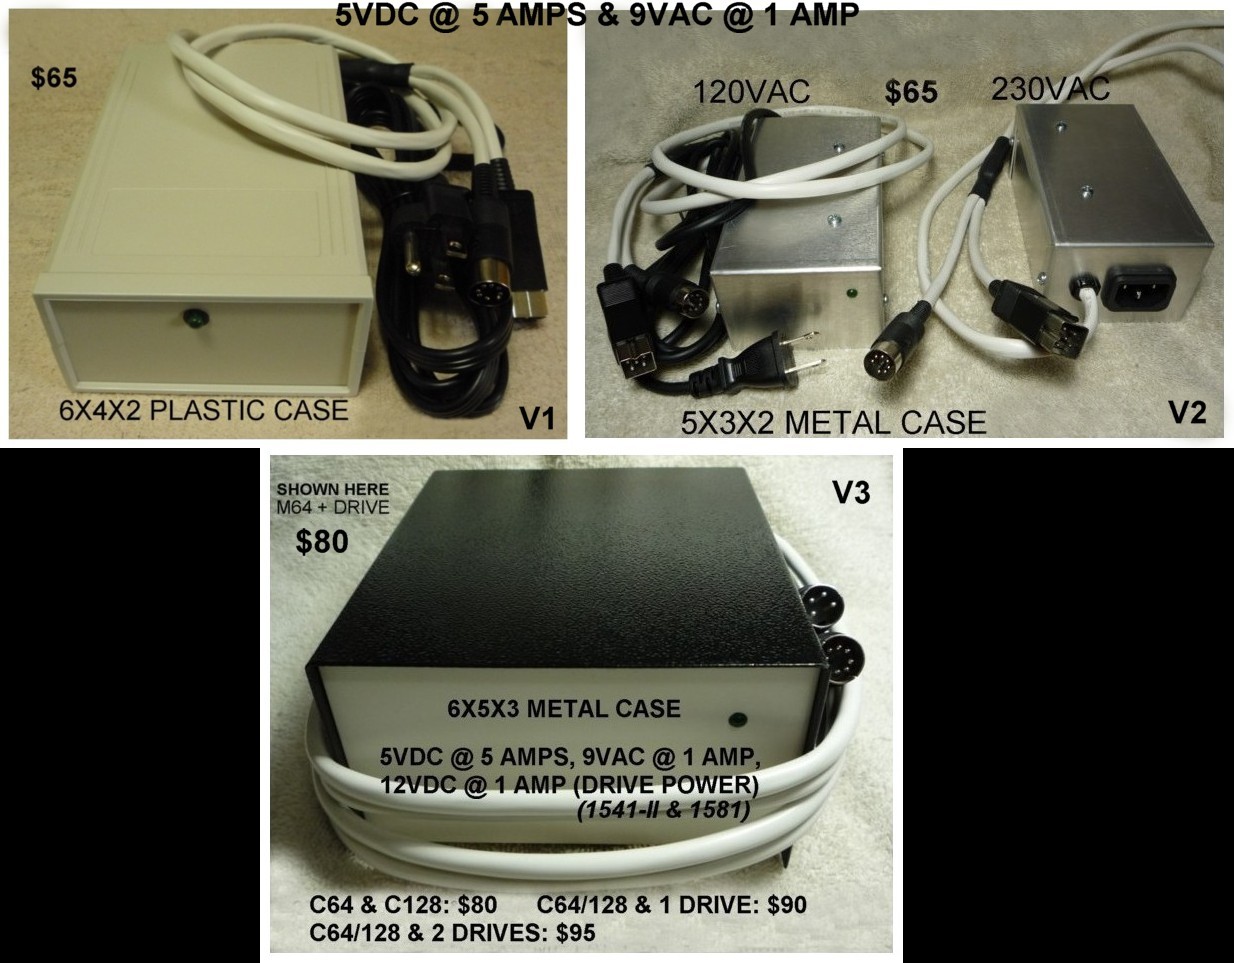 5VDC @ 5 AMPS & 9VAC @ 1 AMP
$65
6X4X2 PLASTIC CASE
V1
120VAC
$65
230VAC
5X3X2 METAL CASE
V2
SHOWN HERE
M64 + DRIVE
$80
V3
6X5X3 METAL CASE
5VDC @ 5 AMPS, 9VAC @ 1 AMP,
12VDC @ 1 AMP (DRIVE POWER)
(1541-II & 1581)
C64 & C128: $80 C64/128 & 1 DRIVE: $90
C64/128 & 2 DRIVES: $95